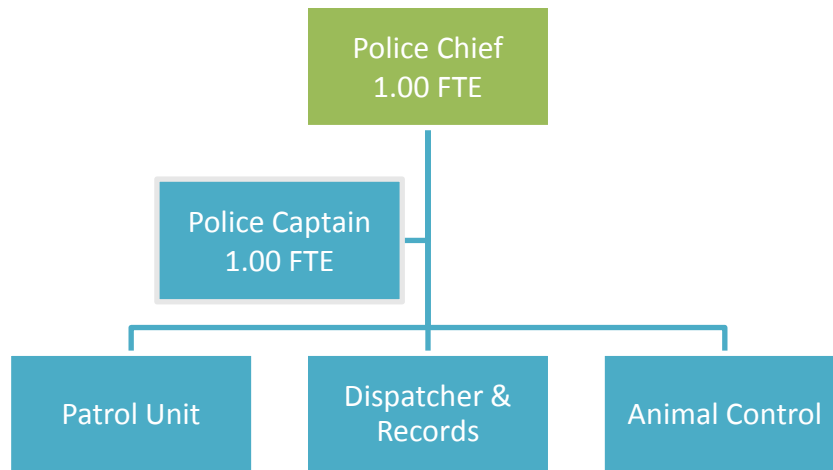 Police Chief
1.00 FTE
Police Captain
1.00 FTE
Patrol Unit
Dispatcher &
Records
Animal Control